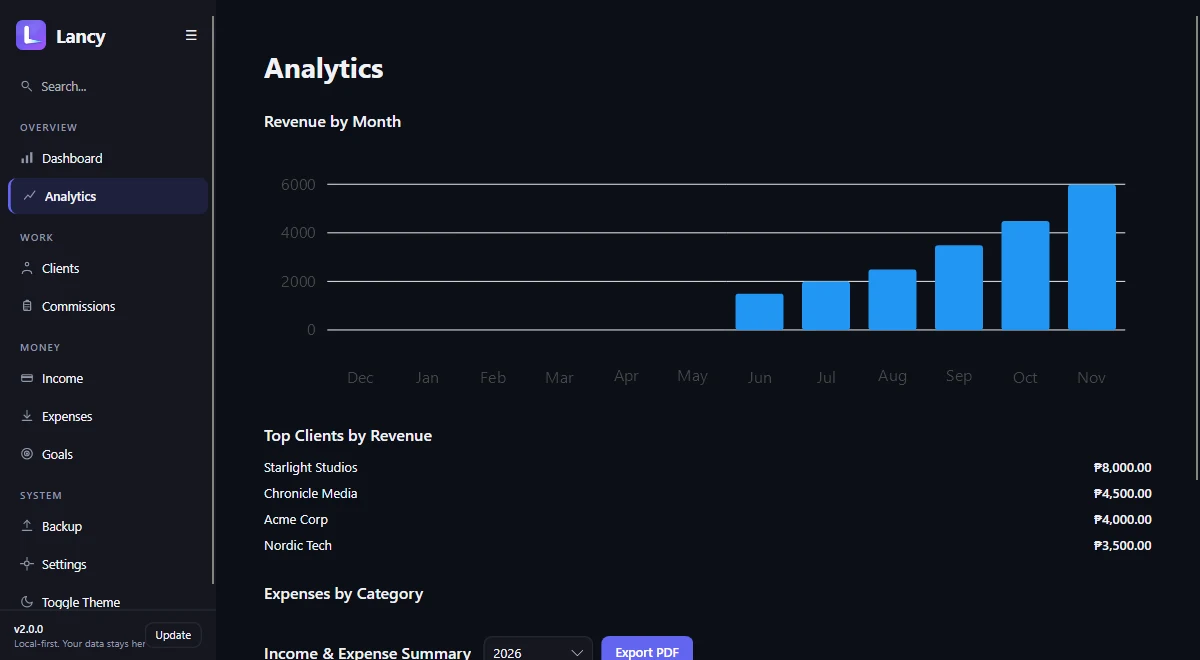 Lancy
☰
Search...
OVERVIEW
Dashboard
Analytics
WORK
Clients
Commissions
MONEY
Income
Expenses
Goals
SYSTEM
Backup
Settings
Toggle Theme
v2.0.0
Local-first. Your data stays her
Update
Analytics
Revenue by Month
6000
4000
2000
0
Dec Jan Feb Mar Apr May Jun Jul Aug Sep Oct Nov
Top Clients by Revenue
Starlight Studios ₱8,000.00
Chronicle Media ₱4,500.00
Acme Corp ₱4,000.00
Nordic Tech ₱3,500.00
Expenses by Category
Income & Expense Summary 2026 Export PDF